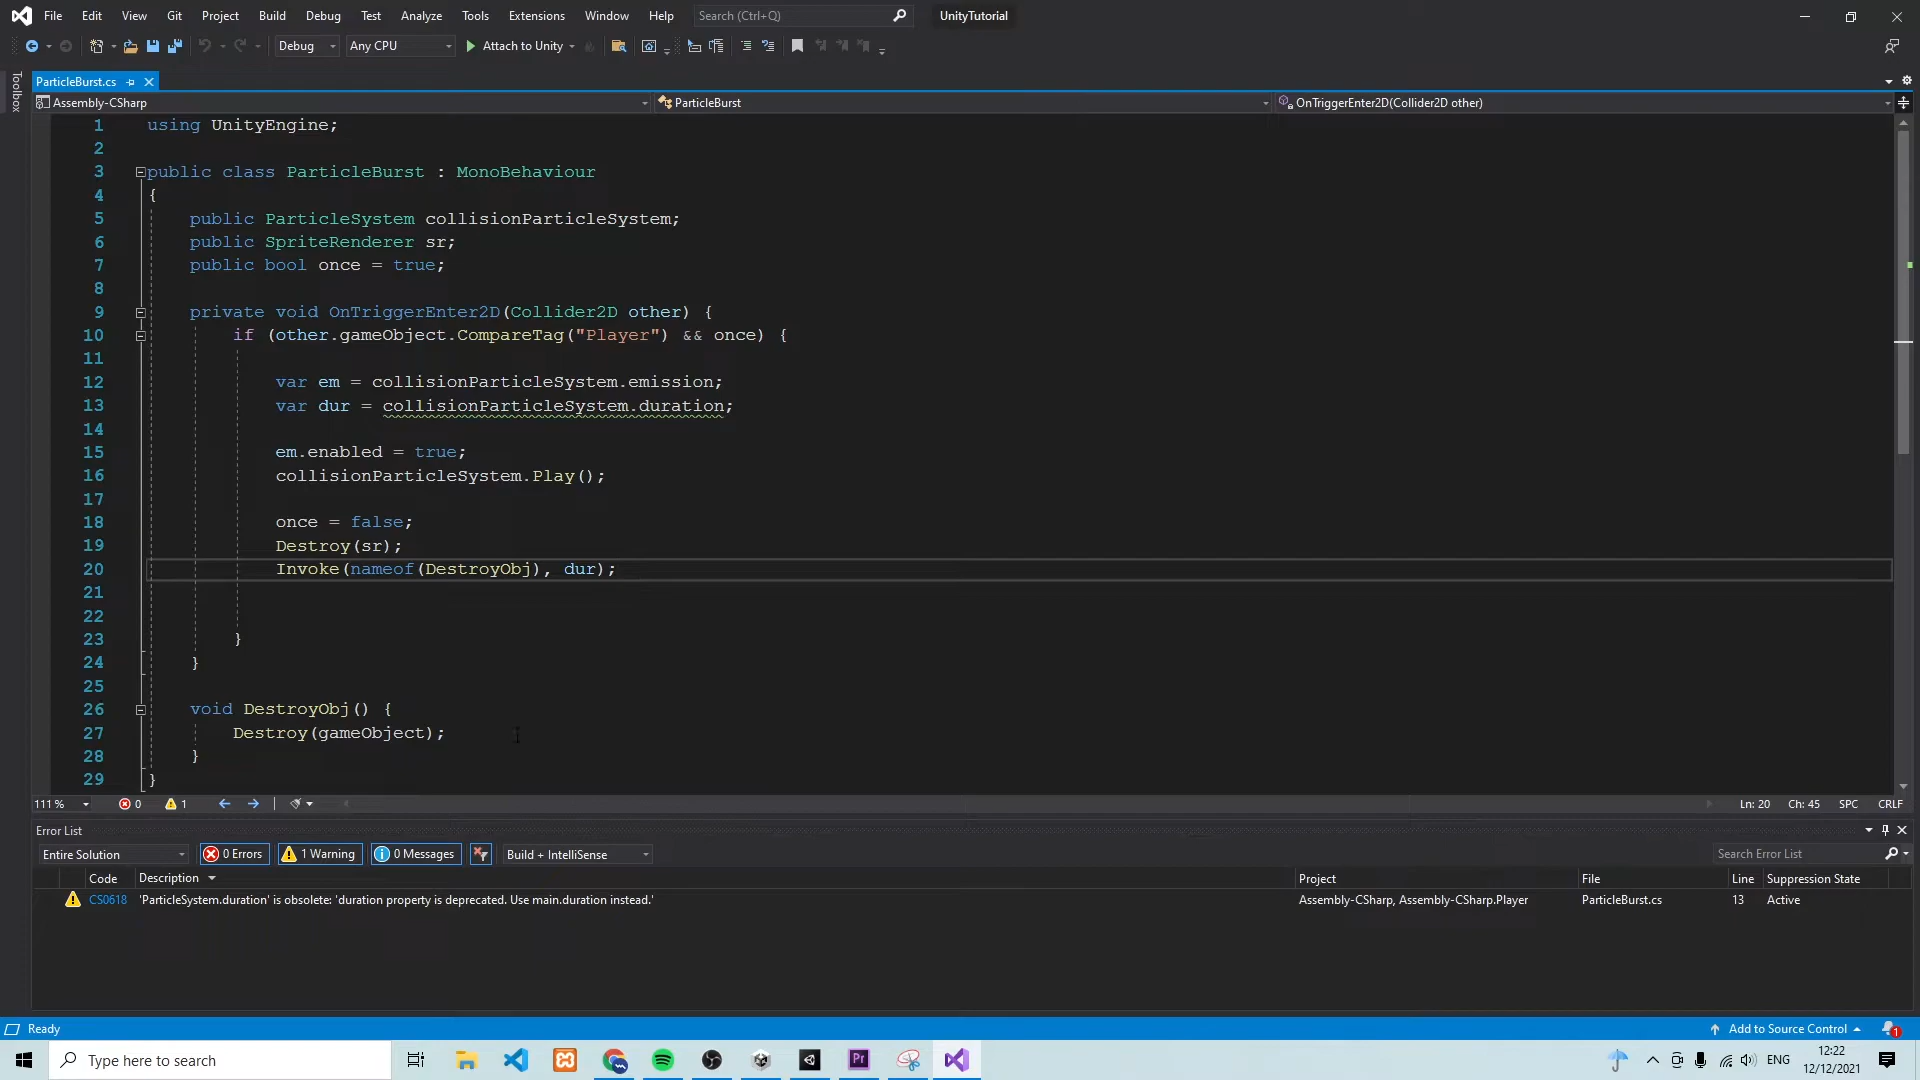 File Edit View Git Project Build Debug Test Analyze Tools Extensions Window Help Search (Ctrl+Q) UnityTutorial
Debug Any CPU Attach to Unity
Toolbox
ParticleBurst.cs
Assembly-CSharp ParticleBurst OnTriggerEnter2D(Collider2D other)
1 using UnityEngine;
2
3 public class ParticleBurst : MonoBehaviour
4 {
5 public ParticleSystem collisionParticleSystem;
6 public SpriteRenderer sr;
7 public bool once = true;
8
9 private void OnTriggerEnter2D(Collider2D other) {
10 if (other.gameObject.CompareTag("Player") && once) {
11
12 var em = collisionParticleSystem.emission;
13 var dur = collisionParticleSystem.duration;
14
15 em.enabled = true;
16 collisionParticleSystem.Play();
17
18 once = false;
19 Destroy(sr);
20 Invoke(nameof(DestroyObj), dur);
21
22
23 }
24 }
25
26 void DestroyObj() {
27 Destroy(gameObject);
28 }
29 }
111 % 0 1 Ln: 20 Ch: 45 SPC CRLF
Error List
Entire Solution 0 Errors 1 Warning 0 Messages Build + IntelliSense Search Error List
Code Description Project File Line Suppression State
CS0618 'ParticleSystem.duration' is obsolete: 'duration property is deprecated. Use main.duration instead.' Assembly-CSharp, Assembly-CSharp.Player ParticleBurst.cs 13 Active
Ready Add to Source Control 1
Type here to search Pr ENG 12:22
12/12/2021